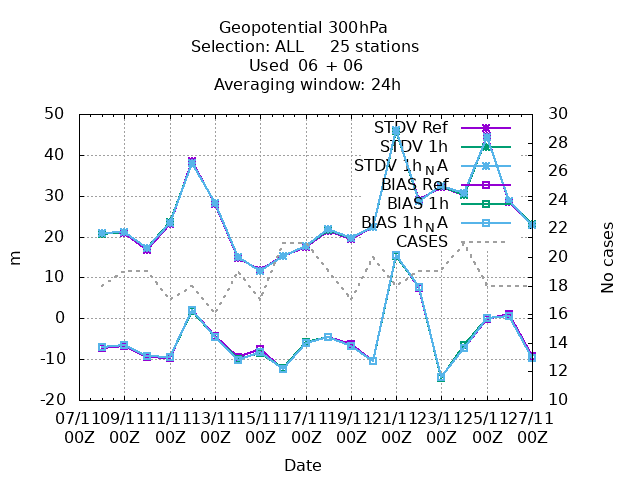 Geopotential 300hPa
Selection: ALL 25 stations
Used 06 + 06
Averaging window: 24h
50
40
30
20
10
0
-10
-20
m
30
28
26
24
22
20
18
16
14
12
10
No cases
STDV Ref
STDV 1h
STDV 1h_NA
BIAS Ref
BIAS 1h
BIAS 1h_NA
CASES
07/11 09/11 11/11 13/11 15/11 17/11 19/11 21/11 23/11 25/11 27/11
00Z 00Z 00Z 00Z 00Z 00Z 00Z 00Z 00Z 00Z 00Z
Date